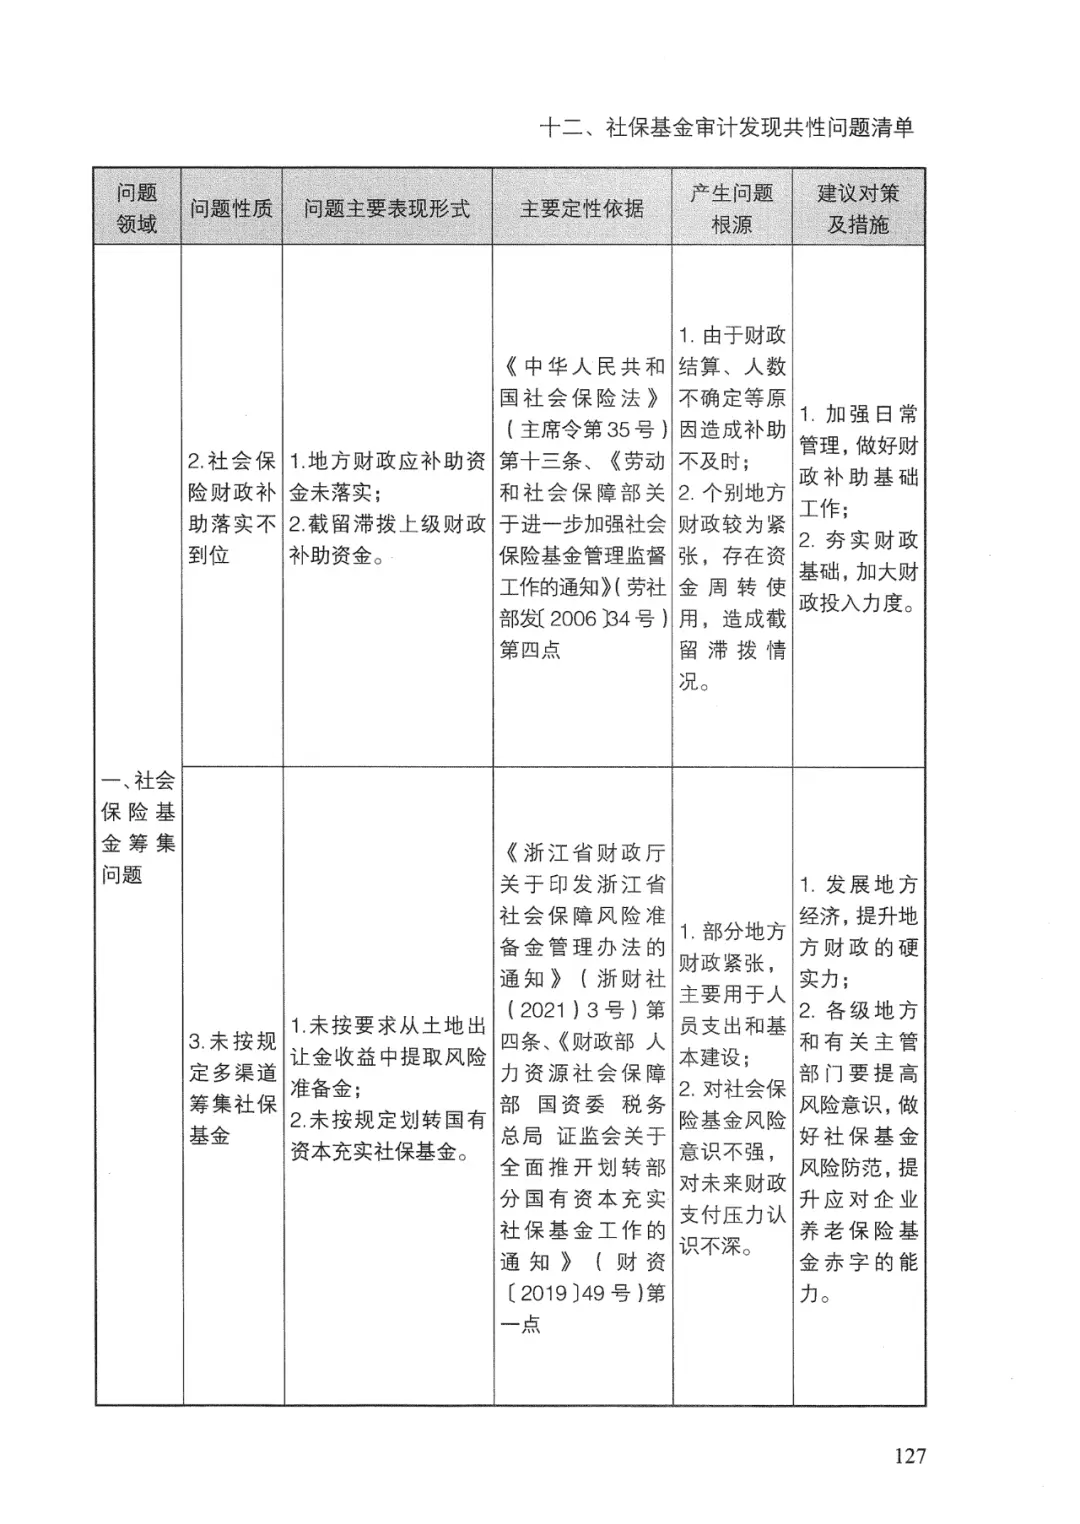 十二、社保基金审计发现共性问题清单
问题
领域
问题性质
问题主要表现形式
主要定性依据
产生问题
根源
建议对策
及措施
一、社会
保险基
金筹集
问题
2.社会保
险财政补
助落实不
到位
1.地方财政应补助资
金未落实；
2.截留滞拨上级财政
补助资金。
《中华人民共和
国社会保险法》
（主席令第35号）
第十三条、《劳动
和社会保障部关
于进一步加强社会
保险基金管理监督
工作的通知》（劳社
部发〔2006〕34号）
第四点
1. 由于财政
结算、人数
不确定等原
因造成补助
不及时；
2. 个别地方
财政较为紧
张，存在资
金周转使
用，造成截
留滞拨情
况。
1. 加强日常
管理，做好财
政补助基础
工作；
2. 夯实财政
基础，加大财
政投入力度。
3.未按规
定多渠道
筹集社保
基金
1.未按要求从土地出
让金收益中提取风险
准备金；
2.未按规定划转国有
资本充实社保基金。
《浙江省财政厅
关于印发浙江省
社会保障风险准
备金管理办法的
通知》（浙财社
（2021）3号）第
四条、《财政部 人
力资源社会保障
部 国资委 税务
总局 证监会关于
全面推开划转部
分国有资本充实
社保基金工作的
通知》（财资
〔2019〕49号）第
一点
1. 部分地方
财政紧张，
主要用于人
员支出和基
本建设；
2. 对社会保
险基金风险
意识不强，
对未来财政
支付压力认
识不深。
1. 发展地方
经济，提升地
方财政的硬
实力；
2. 各级地方
和有关主管
部门要提高
风险意识，做
好社保基金
风险防范，提
升应对企业
养老保险基
金赤字的能
力。
127